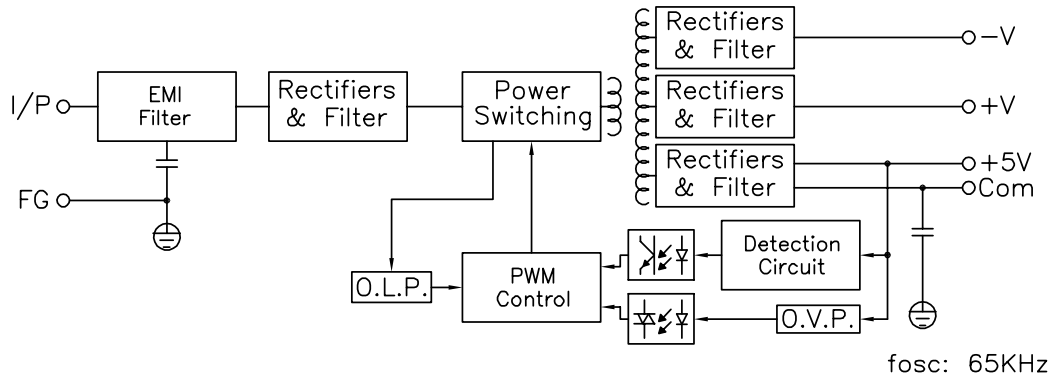 Rectifiers
& Filter
−V
I/P
EMI
Filter
Rectifiers
& Filter
Power
Switching
Rectifiers
& Filter
+V
Rectifiers
& Filter
+5V
Com
FG
Detection
Circuit
O.L.P.
PWM
Control
O.V.P.
fosc: 65KHz